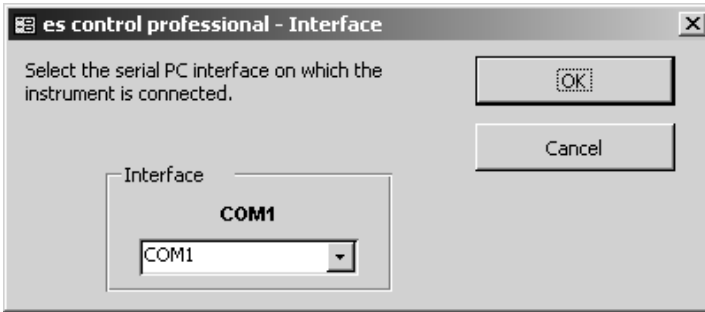 es control professional - Interface
Select the serial PC interface on which the
instrument is connected.
OK
Cancel
Interface
COM1
COM1